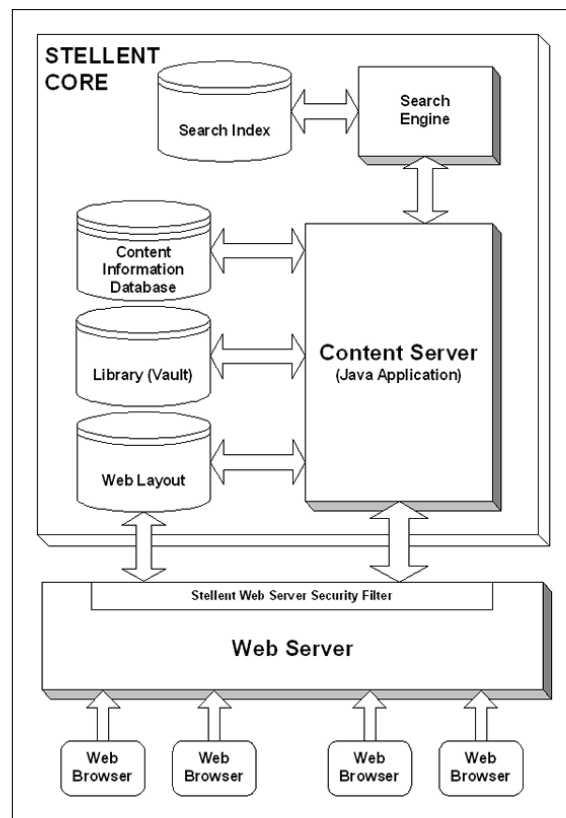 STELLENT
CORE
Search Index
Search
Engine
Content
Information
Database
Library (Vault)
Web Layout
Content Server
(Java Application)
Stellent Web Server Security Filter
Web Server
Web
Browser
Web
Browser
Web
Browser
Web
Browser